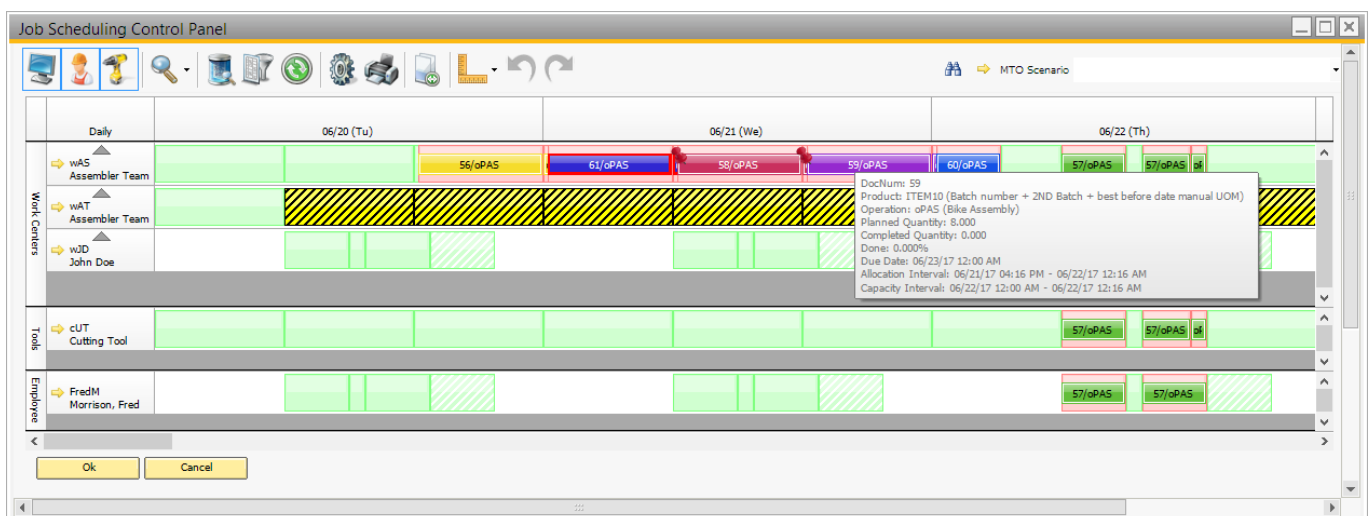 Job Scheduling Control Panel
MTO Scenario
Daily
06/20 (Tu)
06/21 (We)
06/22 (Th)
Work Centers
wAS
Assembler Team
56/oPAS
61/oPAS
58/oPAS
59/oPAS
60/oPAS
57/oPAS
57/oPAS
wAT
Assembler Team
wJD
John Doe
DocNum: 59
Product: ITEM10 (Batch number + 2ND Batch + best before date manual UOM)
Operation: oPAS (Bike Assembly)
Planned Quantity: 8.000
Completed Quantity: 0.000
Done: 0.000%
Due Date: 06/23/17 12:00 AM
Allocation Interval: 06/21/17 04:16 PM - 06/22/17 12:16 AM
Capacity Interval: 06/22/17 12:00 AM - 06/22/17 12:16 AM
Tools
cUT
Cutting Tool
57/oPAS
57/oPAS
Employee
FredM
Morrison, Fred
57/oPAS
57/oPAS
Ok
Cancel